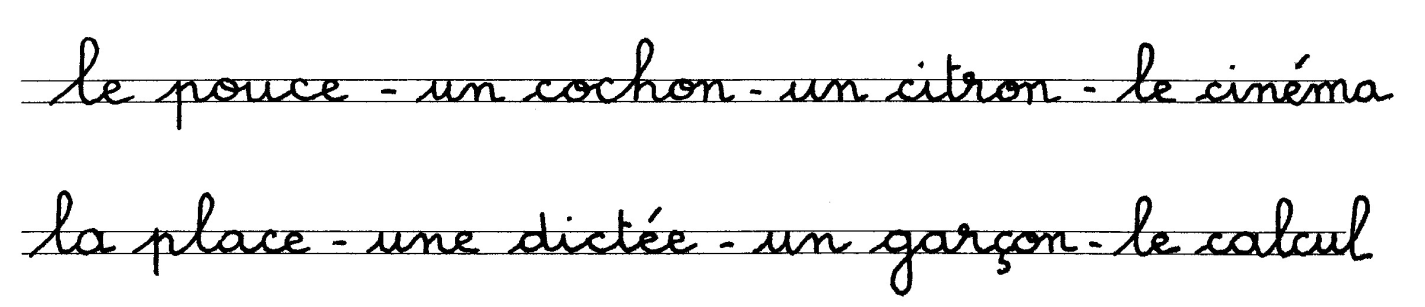 le pouce - un cochon - un citron - le cinéma
la place - une dictée - un garçon - le calcul